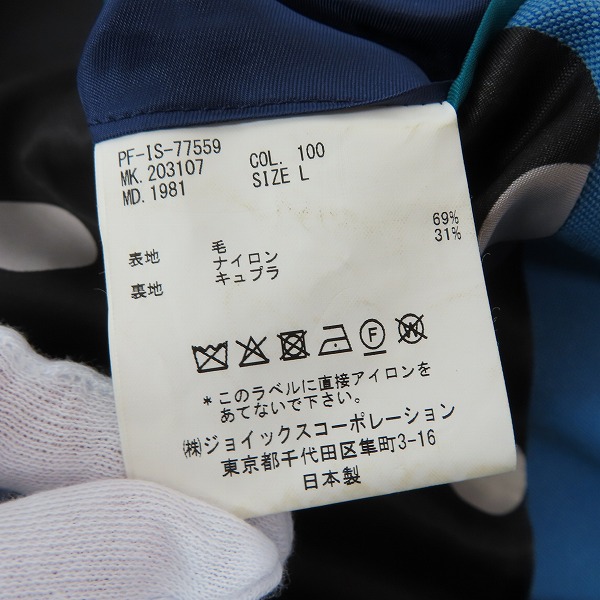 PF-IS-77559
MK. 203107 COL. 100
MD. 1981 SIZE L
表地 毛 69%
ナイロン 31%
裏地 キュプラ
F W
*このラベルに直接アイロンを
あてないで下さい。
㈱ジョイックスコーポレーション
東京都千代田区隼町3-16
日本製